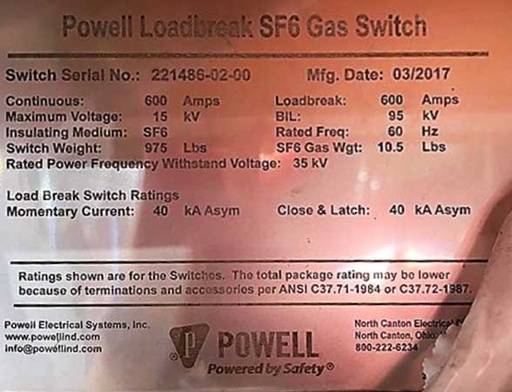 Powell Loadbreak SF6 Gas Switch
Switch Serial No.: 221486-02-00 Mfg. Date: 03/2017
Continuous: 600 Amps Loadbreak: 600 Amps
Maximum Voltage: 15 kV BIL: 95 kV
Insulating Medium: SF6 Rated Freq: 60 Hz
Switch Weight: 975 Lbs SF6 Gas Wgt: 10.5 Lbs
Rated Power Frequency Withstand Voltage: 35 kV
Load Break Switch Ratings
Momentary Current: 40 kA Asym Close & Latch: 40 kA Asym
Ratings shown are for the Switches. The total package rating may be lower
because of terminations and accessories per ANSI C37.71-1984 or C37.72-1987.
Powell Electrical Systems, Inc.
www.powellind.com
info@powellind.com
P POWELL
Powered by Safety®
North Canton Electrical
North Canton, Ohio
800-222-6234